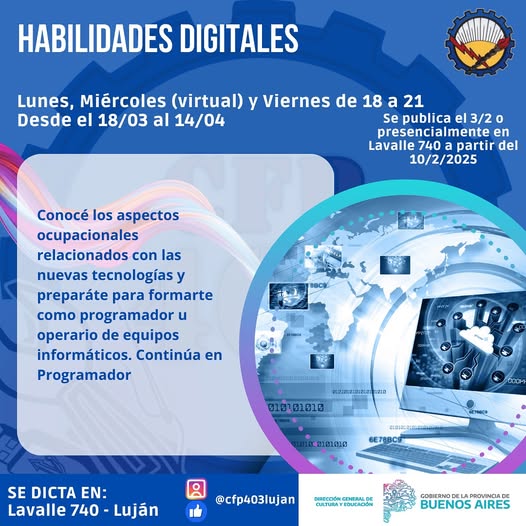 HABILIDADES DIGITALES
Lunes, Miércoles (virtual) y Viernes de 18 a 21
Desde el 18/03 al 14/04
Se publica el 3/2 o
presencialmente en
Lavalle 740 a partir del
10/2/2025
Conocé los aspectos
ocupacionales
relacionados con las
nuevas tecnologías y
preparáte para formarte
como programador u
operario de equipos
informáticos. Continúa en
Programador
6E78BC9
SE DICTA EN:
Lavalle 740 - Luján
@cfp403lujan
DIRECCIÓN GENERAL DE
CULTURA Y EDUCACIÓN
GOBIERNO DE LA PROVINCIA DE
BUENOS AIRES